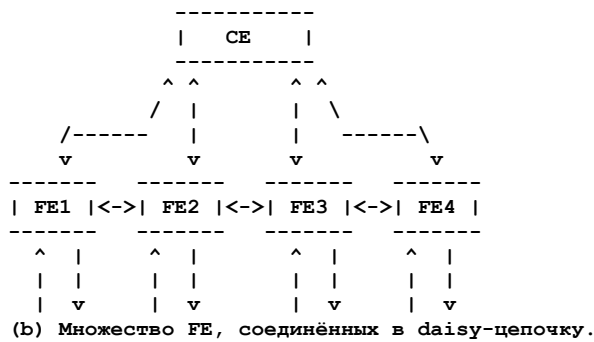 CE
FE1 <-> FE2 <-> FE3 <-> FE4
(b) Множество FE, соединённых в daisy-цепочку.